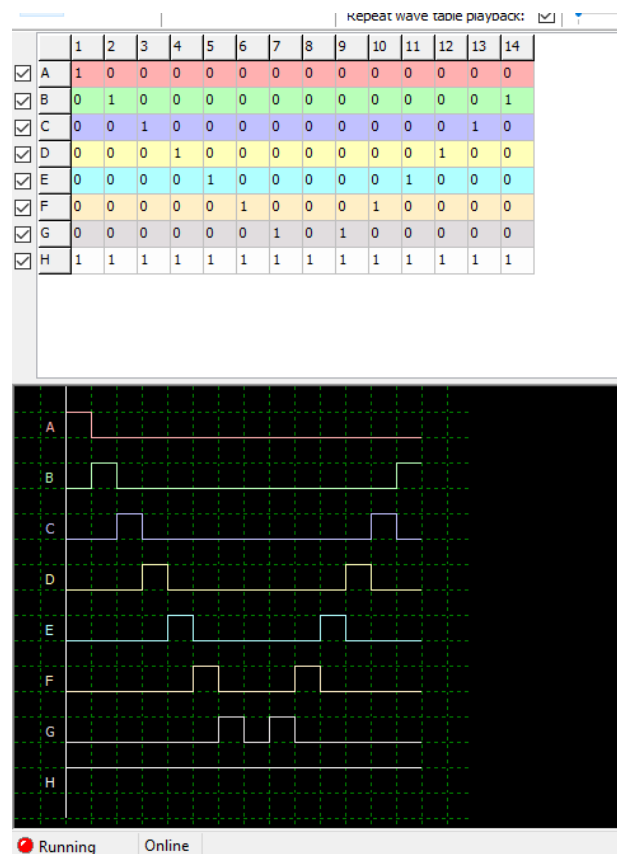 Repeat wave table playback:
1 2 3 4 5 6 7 8 9 10 11 12 13 14
A 1 0 0 0 0 0 0 0 0 0 0 0 0 0
B 0 1 0 0 0 0 0 0 0 0 0 0 0 1
C 0 0 1 0 0 0 0 0 0 0 0 0 1 0
D 0 0 0 1 0 0 0 0 0 0 0 1 0 0
E 0 0 0 0 1 0 0 0 0 0 1 0 0 0
F 0 0 0 0 0 1 0 0 0 1 0 0 0 0
G 0 0 0 0 0 0 1 0 1 0 0 0 0 0
H 1 1 1 1 1 1 1 1 1 1 1 1 1 1
A
B
C
D
E
F
G
H
Running Online